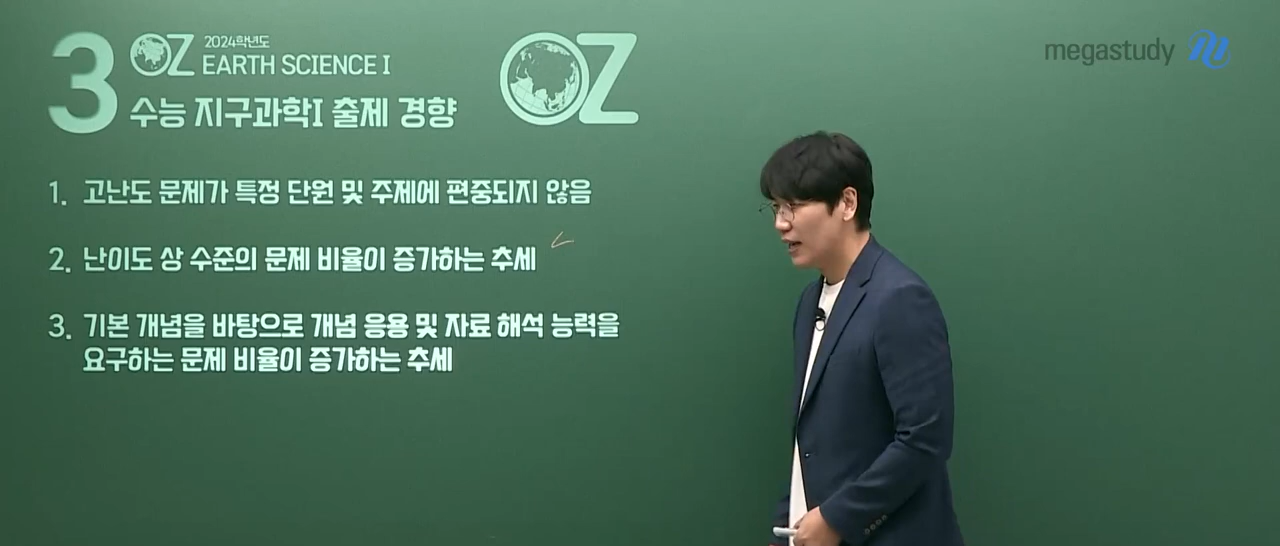 3
OZ 2024학년도
EARTH SCIENCE I
수능 지구과학I 출제 경향
OZ
megastudy
1. 고난도 문제가 특정 단원 및 주제에 편중되지 않음
2. 난이도 상 수준의 문제 비율이 증가하는 추세
3. 기본 개념을 바탕으로 개념 응용 및 자료 해석 능력을
요구하는 문제 비율이 증가하는 추세